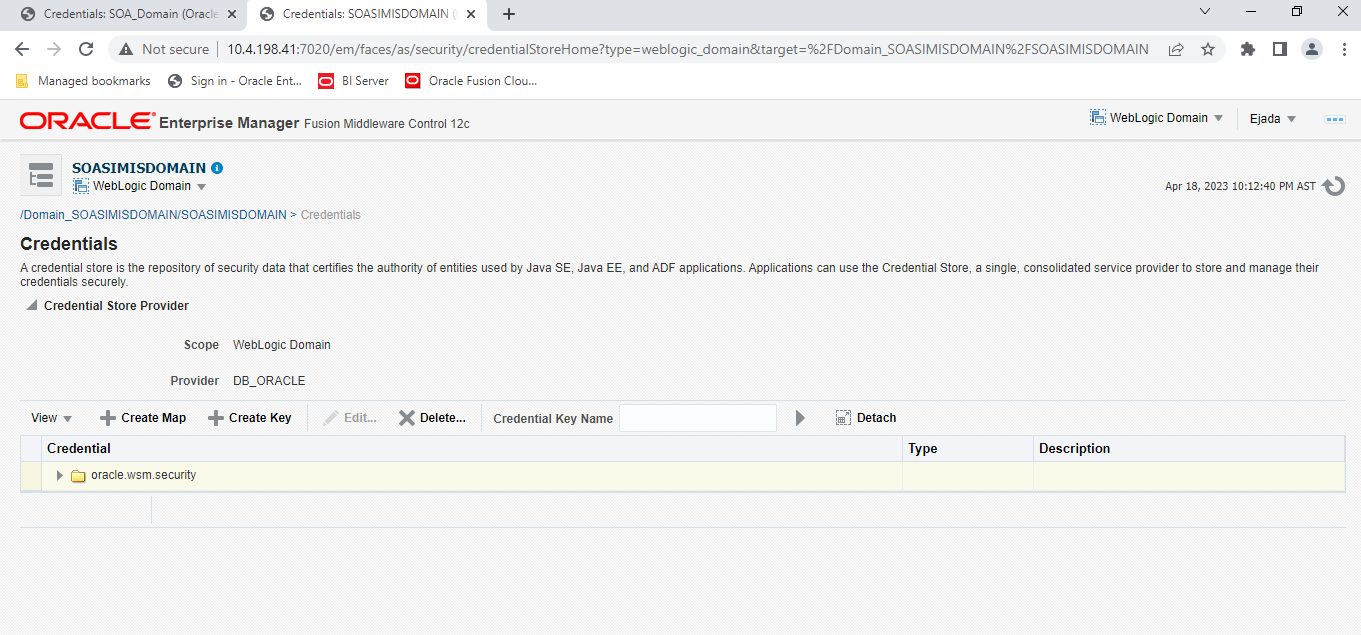 Credentials: SOA_Domain (Oracle
Credentials: SOASIMISDOMAIN (
Not secure
10.4.198.41:7020/em/faces/as/security/credentialStoreHome?type=weblogic_domain&target=%2FDomain_SOASIMISDOMAIN%2FSOASIMISDOMAIN
Managed bookmarks
Sign in - Oracle Ent...
BI Server
Oracle Fusion Clou...
ORACLE Enterprise Manager Fusion Middleware Control 12c
WebLogic Domain
Ejada
SOASIMISDOMAIN
WebLogic Domain
Apr 18, 2023 10:12:40 PM AST
/Domain_SOASIMISDOMAIN/SOASIMISDOMAIN > Credentials
Credentials
A credential store is the repository of security data that certifies the authority of entities used by Java SE, Java EE, and ADF applications. Applications can use the Credential Store, a single, consolidated service provider to store and manage their
credentials securely.
Credential Store Provider
Scope WebLogic Domain
Provider DB_ORACLE
View Create Map Create Key Edit... Delete... Credential Key Name Detach
Credential Type Description
oracle.wsm.security